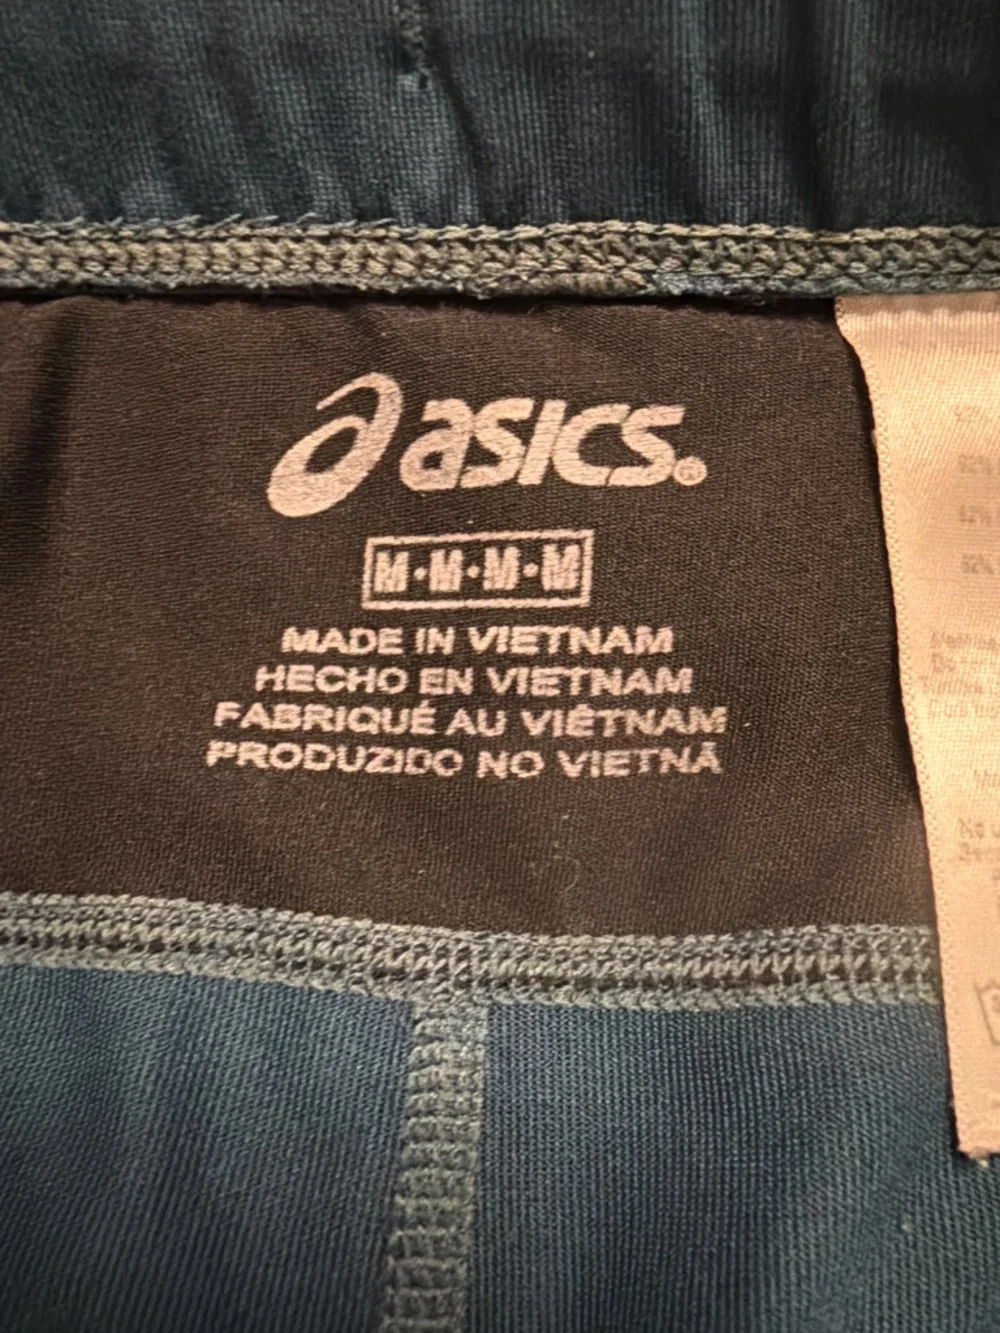 asics®
M·M·M·M
MADE IN VIETNAM
HECHO EN VIETNAM
FABRIQUÉ AU VIÊTNAM
PRODUZIDO NO VIETNÃ